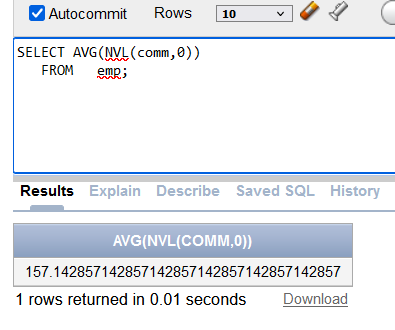 Autocommit Rows 10
SELECT AVG(NVL(comm,0))
FROM emp;
Results Explain Describe Saved SQL History
AVG(NVL(COMM,0))
157.142857142857142857142857142857142857
1 rows returned in 0.01 seconds Download